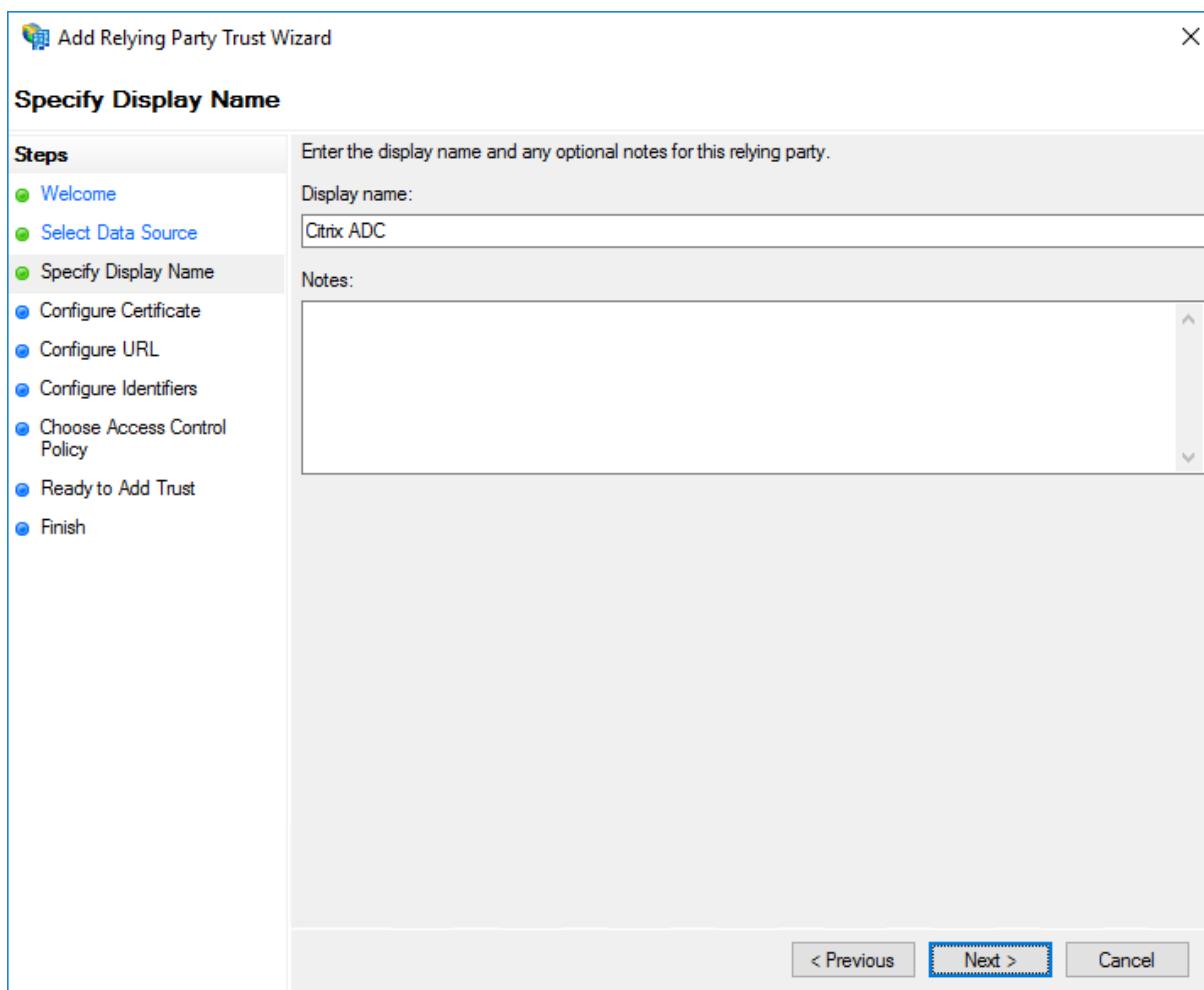 Add Relying Party Trust Wizard
Specify Display Name
Steps
Welcome
Select Data Source
Specify Display Name
Configure Certificate
Configure URL
Configure Identifiers
Choose Access Control
Policy
Ready to Add Trust
Finish
Enter the display name and any optional notes for this relying party.
Display name:
Citrix ADC
Notes:
< Previous
Next >
Cancel